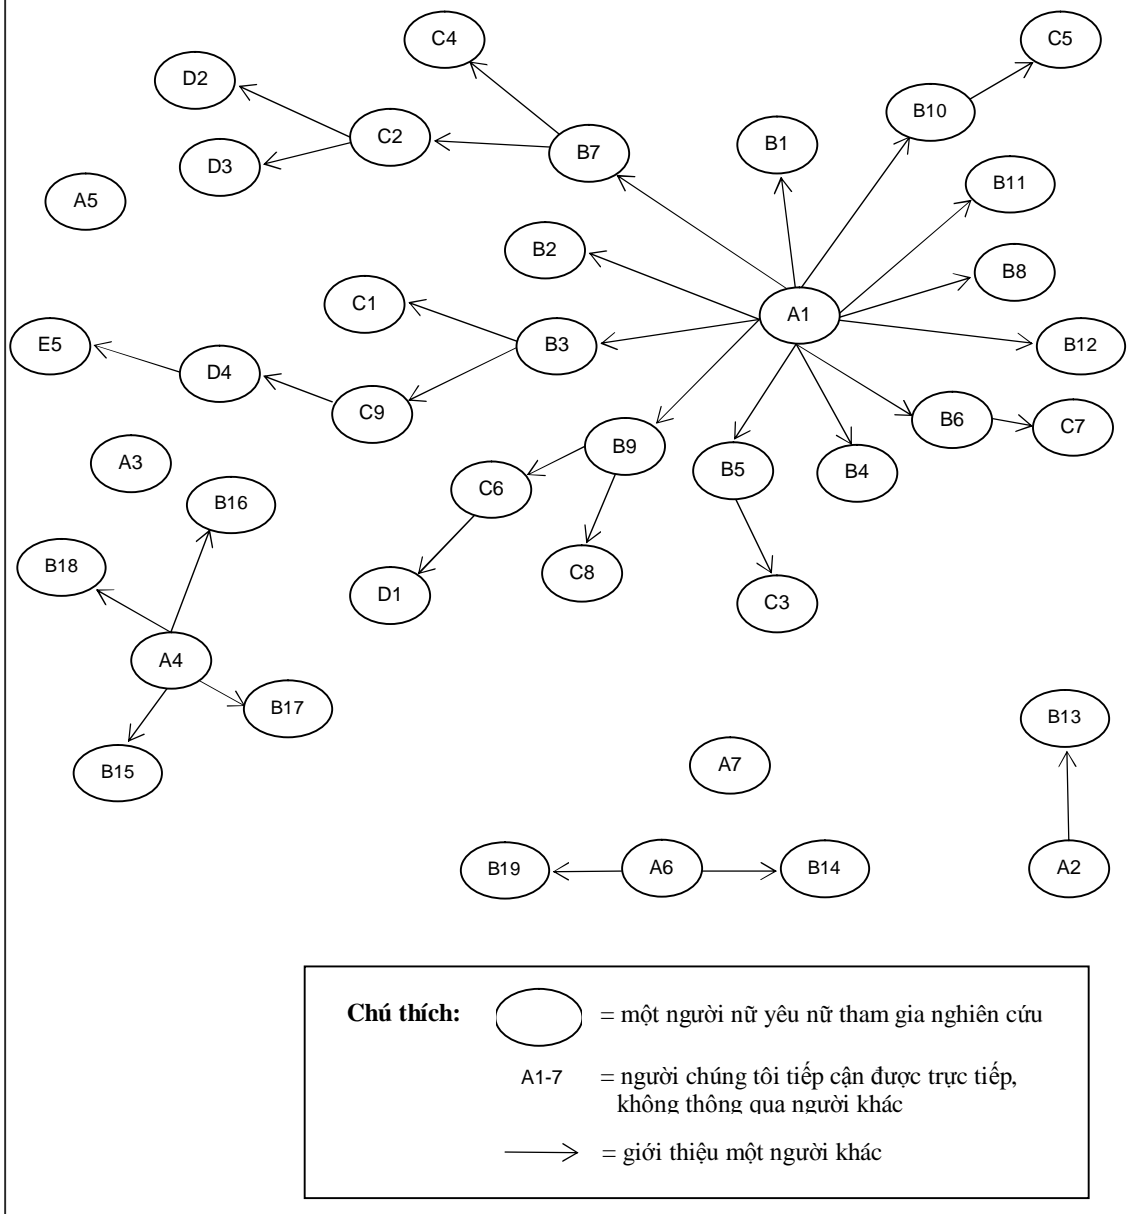 C4
C5
D2
B10
C2
B1
B7
D3
B11
A5
B2
B8
C1
A1
E5
B3
B12
D4
C9
B6
C7
B9
A3
B5
B4
C6
B16
B18
C8
D1
C3
A4
B17
B13
A7
B15
B19
A6
B14
A2
Chú thích:
= một người nữ yêu nữ tham gia nghiên cứu
A1-7 = người chúng tôi tiếp cận được trực tiếp,
không thông qua người khác
= giới thiệu một người khác